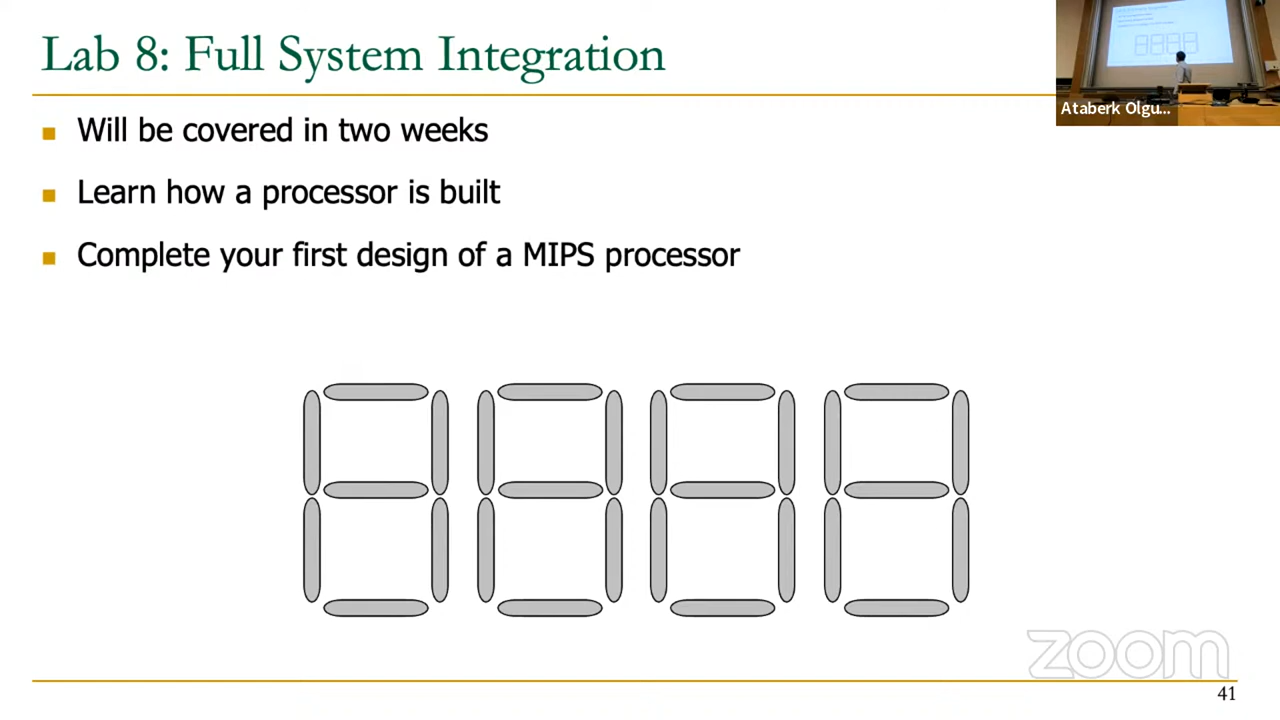 Lab 8: Full System Integration
Ataberk Olgu...
Will be covered in two weeks
Learn how a processor is built
Complete your first design of a MIPS processor
zoom
41